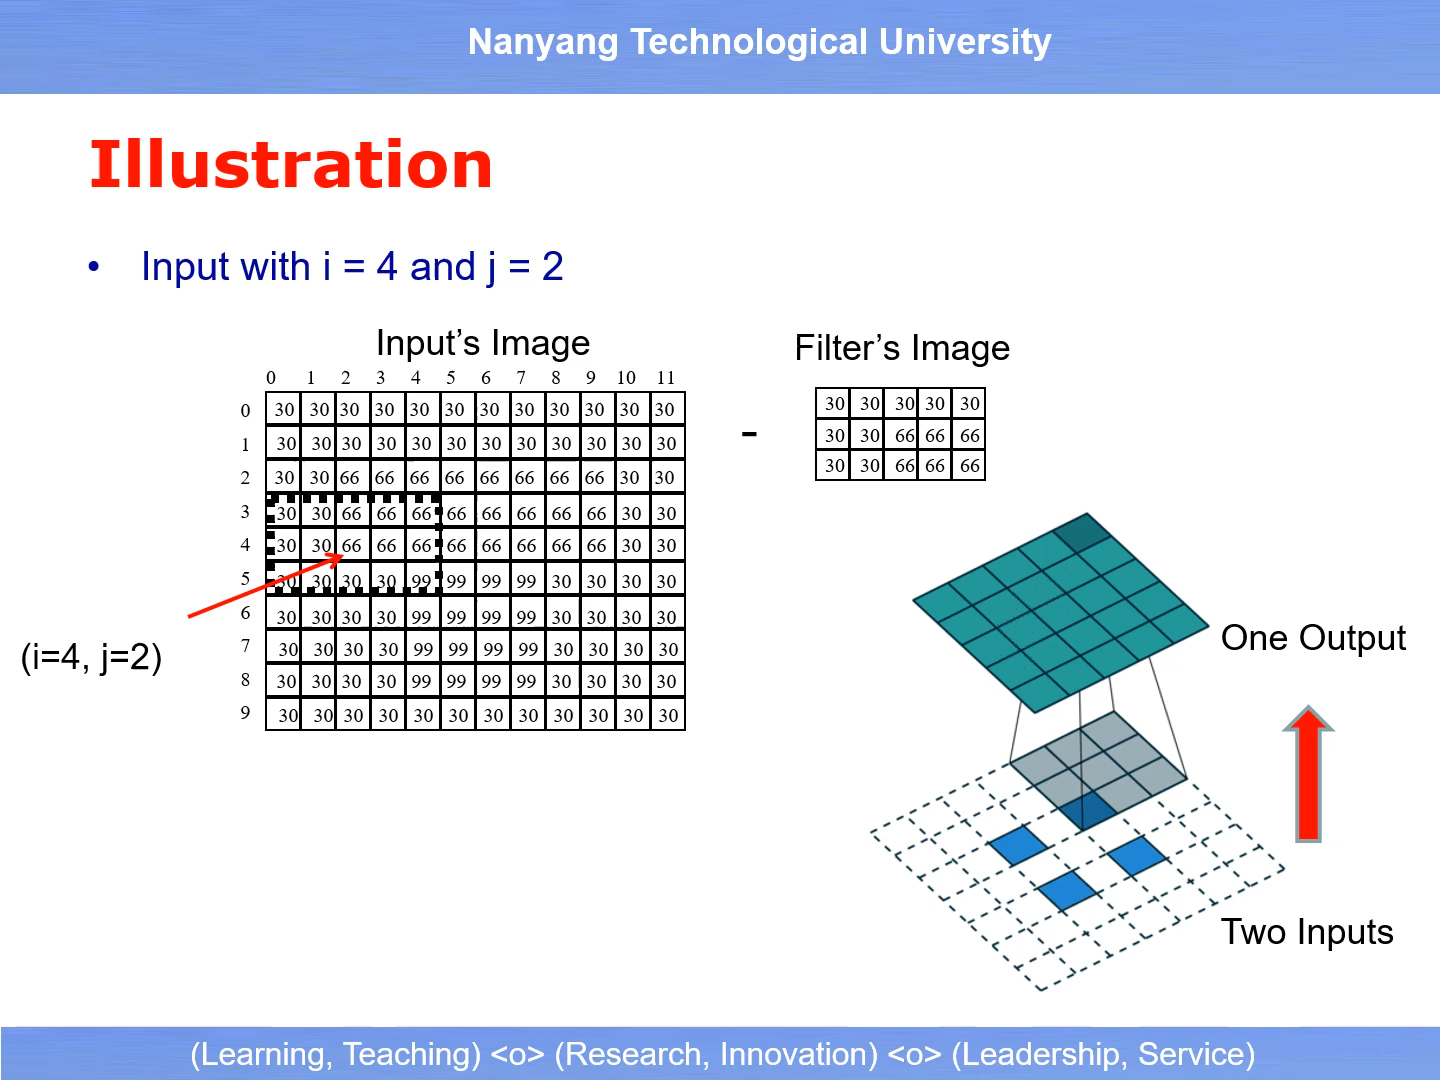 Nanyang Technological University
Illustration
• Input with i = 4 and j = 2
Input’s Image
Filter’s Image
0 1 2 3 4 5 6 7 8 9 10 11
0 30 30 30 30 30 30 30 30 30 30 30 30
1 30 30 30 30 30 30 30 30 30 30 30 30
2 30 30 66 66 66 66 66 66 66 66 30 30
3 30 30 66 66 66 66 66 66 66 66 30 30
4 30 30 66 66 66 66 66 66 66 66 30 30
5 30 30 30 30 99 99 99 99 30 30 30 30
6 30 30 30 30 99 99 99 99 30 30 30 30
7 30 30 30 30 99 99 99 99 30 30 30 30
8 30 30 30 30 99 99 99 99 30 30 30 30
9 30 30 30 30 30 30 30 30 30 30 30 30
-
30 30 30 30 30
30 30 66 66 66
30 30 66 66 66
(i=4, j=2)
One Output
Two Inputs
(Learning, Teaching) <o> (Research, Innovation) <o> (Leadership, Service)